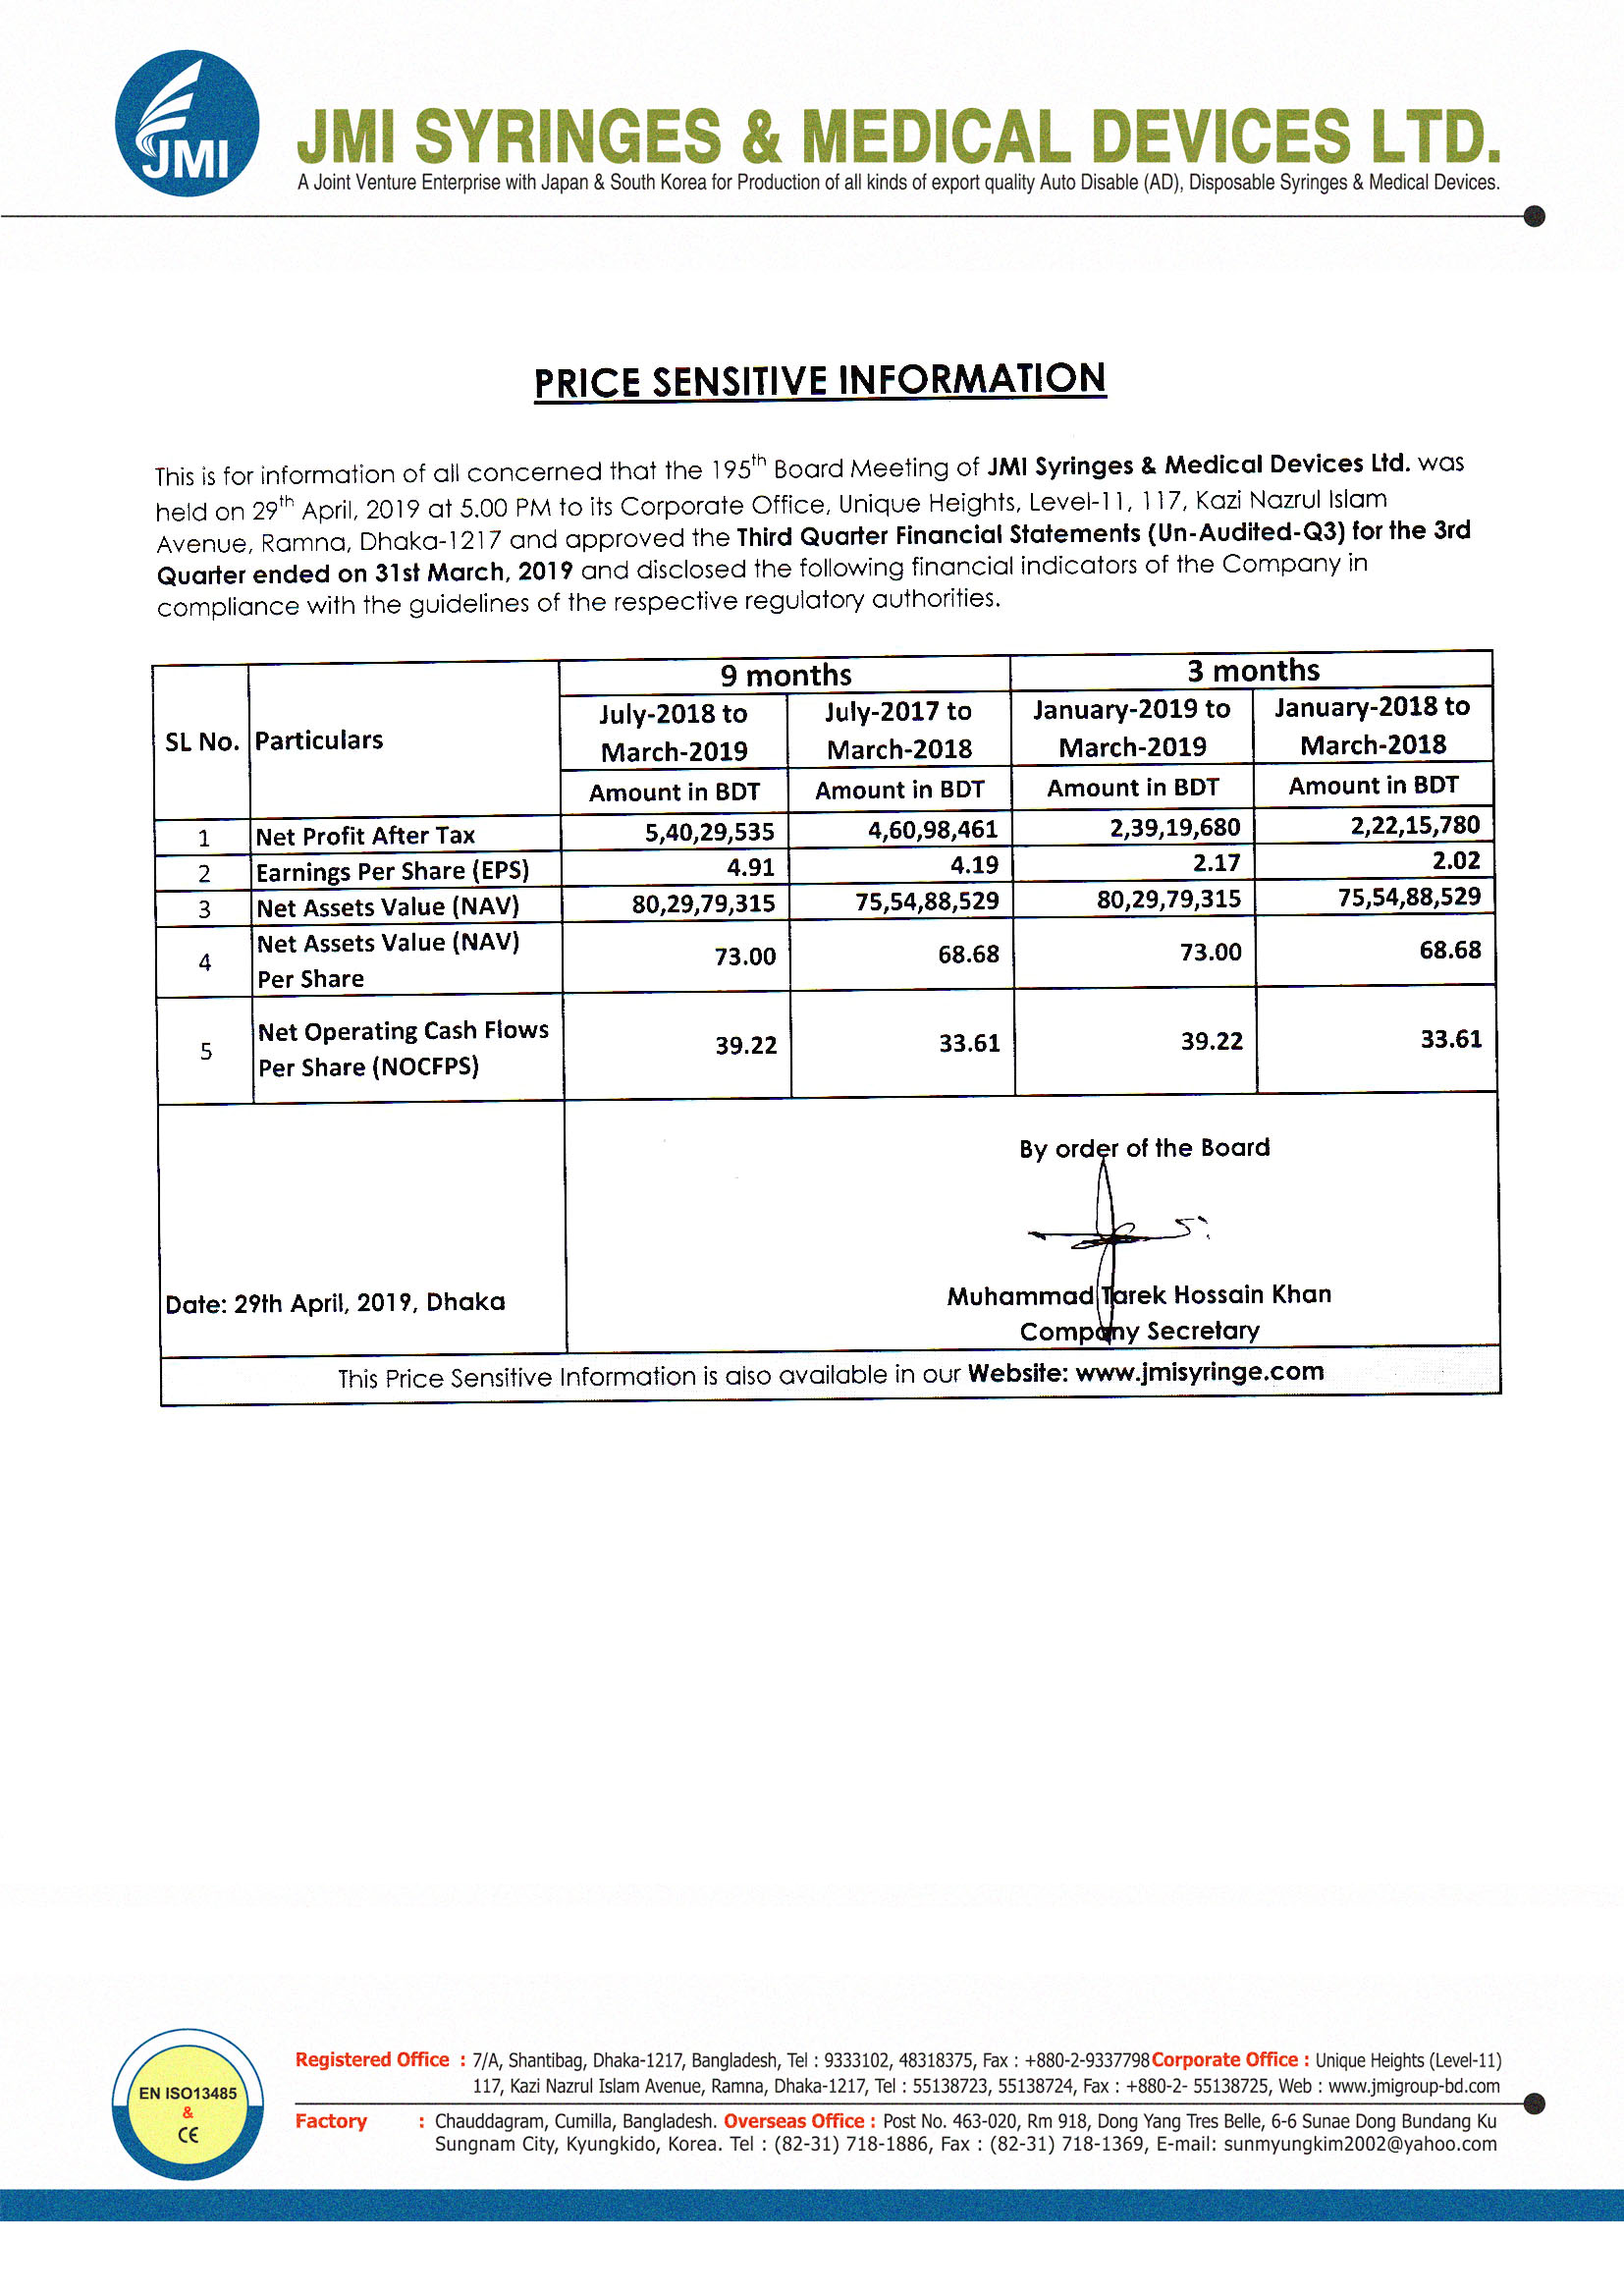 JMI
JMI SYRINGES & MEDICAL DEVICES LTD.
A Joint Venture Enterprise with Japan & South Korea for Production of all kinds of export quality Auto Disable (AD), Disposable Syringes & Medical Devices.
PRICE SENSITIVE INFORMATION
This is for information of all concerned that the 195th Board Meeting of JMI Syringes & Medical Devices Ltd. was
held on 29th April, 2019 at 5.00 PM to its Corporate Office, Unique Heights, Level-11, 117, Kazi Nazrul Islam
Avenue, Ramna, Dhaka-1217 and approved the Third Quarter Financial Statements (Un-Audited-Q3) for the 3rd
Quarter ended on 31st March, 2019 and disclosed the following financial indicators of the Company in
compliance with the guidelines of the respective regulatory authorities.
SL No. Particulars 9 months 3 months
July-2018 to July-2017 to January-2019 to January-2018 to
March-2019 March-2018 March-2019 March-2018
Amount in BDT Amount in BDT Amount in BDT Amount in BDT
1 Net Profit After Tax 5,40,29,535 4,60,98,461 2,39,19,680 2,22,15,780
2 Earnings Per Share (EPS) 4.91 4.19 2.17 2.02
3 Net Assets Value (NAV) 80,29,79,315 75,54,88,529 80,29,79,315 75,54,88,529
4 Net Assets Value (NAV) 73.00 68.68 73.00 68.68
Per Share
5 Net Operating Cash Flows 39.22 33.61 39.22 33.61
Per Share (NOCFPS)
By order of the Board
Date: 29th April, 2019, Dhaka Muhammad Tarek Hossain Khan
Company Secretary
This Price Sensitive Information is also available in our Website: www.jmisyringe.com
EN ISO13485
&
CE
Registered Office : 7/A, Shantibag, Dhaka-1217, Bangladesh, Tel : 9333102, 48318375, Fax : +880-2-9337798 Corporate Office : Unique Heights (Level-11)
117, Kazi Nazrul Islam Avenue, Ramna, Dhaka-1217, Tel : 55138723, 55138724, Fax : +880-2- 55138725, Web : www.jmigroup-bd.com
Factory : Chauddagram, Cumilla, Bangladesh. Overseas Office : Post No. 463-020, Rm 918, Dong Yang Tres Belle, 6-6 Sunae Dong Bundang Ku
Sungnam City, Kyungkido, Korea. Tel : (82-31) 718-1886, Fax : (82-31) 718-1369, E-mail: sunmyungkim2002@yahoo.com